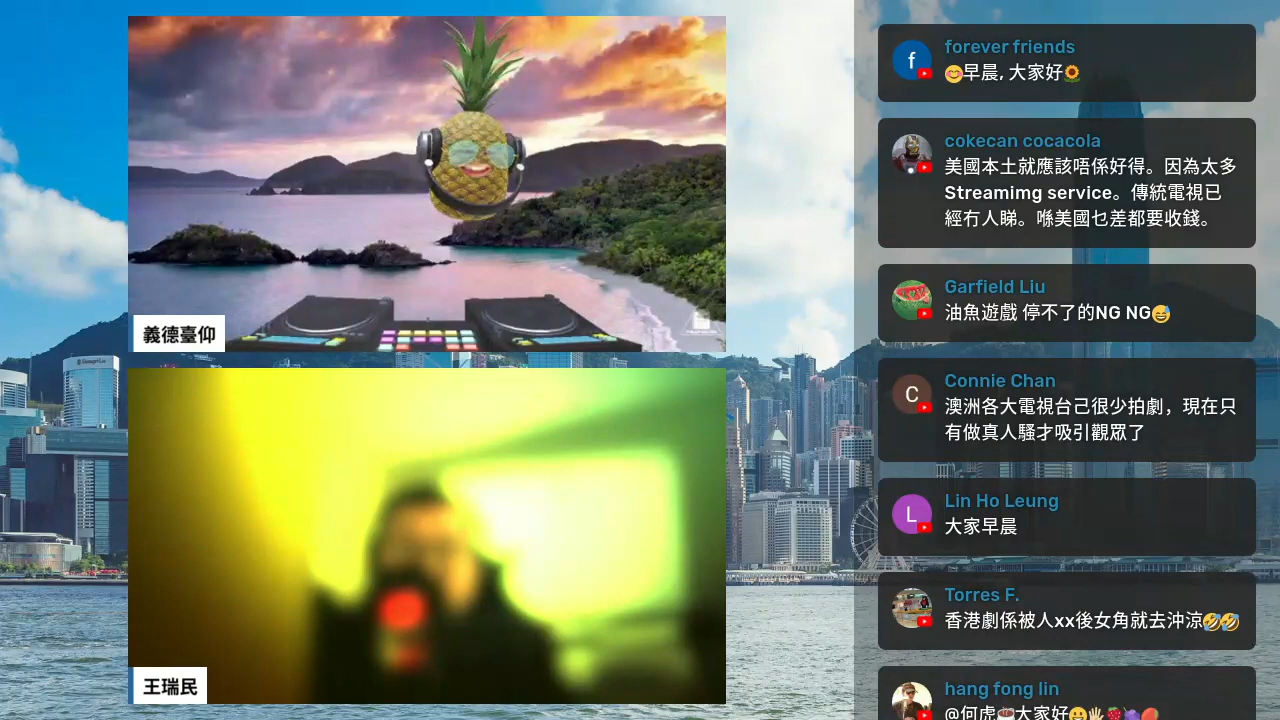 義德臺仰
王瑞民
forever friends
😊早晨, 大家好🌻
cokecan cocacola
美國本土就應該唔係好得。因為太多
Streamimg service。傳統電視已
經冇人睇。喺美國乜差都要收錢。
Garfield Liu
油魚遊戲 停不了的NG NG😅
Connie Chan
澳洲各大電視台己很少拍劇，現在只
有做真人騷才吸引觀眾了
Lin Ho Leung
大家早晨
Torres F.
香港劇係被人xx後女角就去沖涼🤣🤣
hang fong lin
@何虎☕大家好😀🖐🍓🍇🍑